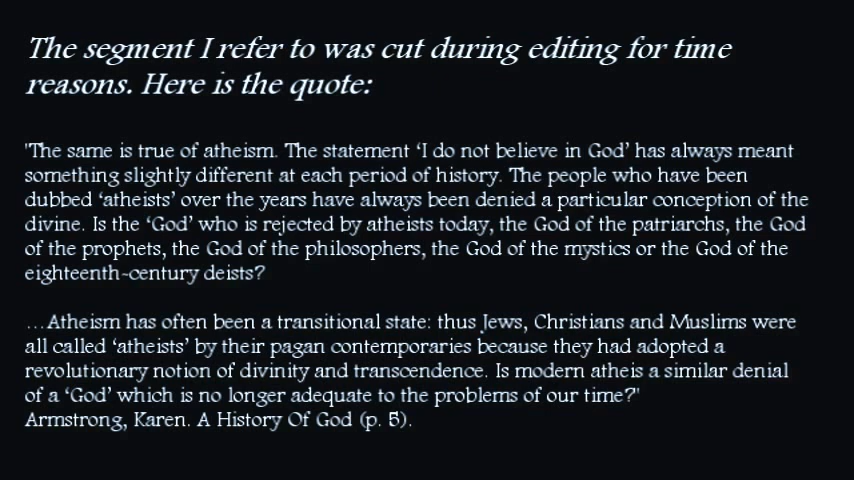 The segment I refer to was cut during editing for time
reasons. Here is the quote:
'The same is true of atheism. The statement ‘I do not believe in God’ has always meant
something slightly different at each period of history. The people who have been
dubbed ‘atheists’ over the years have always been denied a particular conception of the
divine. Is the ‘God’ who is rejected by atheists today, the God of the patriarchs, the God
of the prophets, the God of the philosophers, the God of the mystics or the God of the
eighteenth-century deists?
…Atheism has often been a transitional state: thus Jews, Christians and Muslims were
all called ‘atheists’ by their pagan contemporaries because they had adopted a
revolutionary notion of divinity and transcendence. Is modern atheis a similar denial
of a ‘God’ which is no longer adequate to the problems of our time?'
Armstrong, Karen. A History Of God (p. 5).